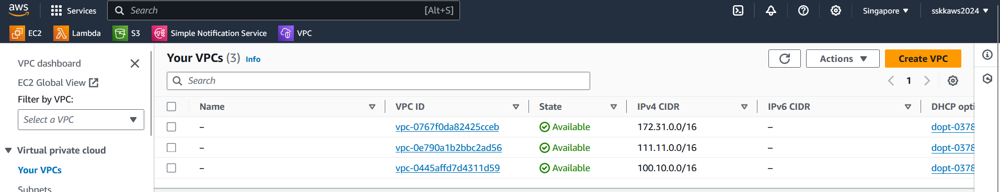 aws Services Search [Alt+S] Singapore ▼ sskkaws2024 ▼
EC2 Lambda S3 Simple Notification Service VPC
VPC dashboard
EC2 Global View
Filter by VPC:
Select a VPC
Virtual private cloud
Your VPCs
Subnets
Your VPCs (3) Info
Actions Create VPC
Search
1
Name VPC ID State IPv4 CIDR IPv6 CIDR DHCP opti
– vpc-0767f0da82425cceb Available 172.31.0.0/16 – dopt-0378
– vpc-0e790a1b2bbc2ad56 Available 111.11.0.0/16 – dopt-0378
– vpc-0445affd7d4311d59 Available 100.10.0.0/16 – dopt-0378